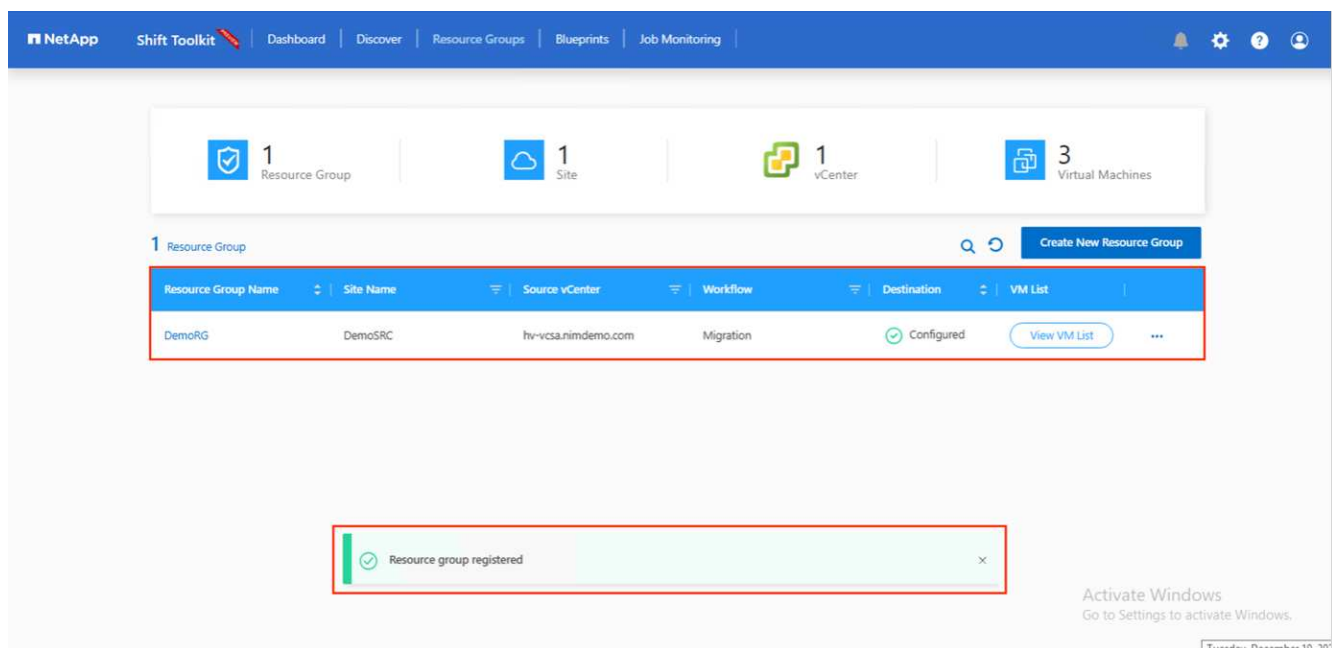 NetApp Shift Toolkit Dashboard Discover Resource Groups Blueprints Job Monitoring
1
Resource Group
1
Site
1
vCenter
3
Virtual Machines
1 Resource Group
Create New Resource Group
Resource Group Name Site Name Source vCenter Workflow Destination VM List
DemoRG DemoSRC hv-vcsa.nimdemo.com Migration Configured View VM List
Resource group registered
Activate Windows
Go to Settings to activate Windows.
Tuesday, December 10,